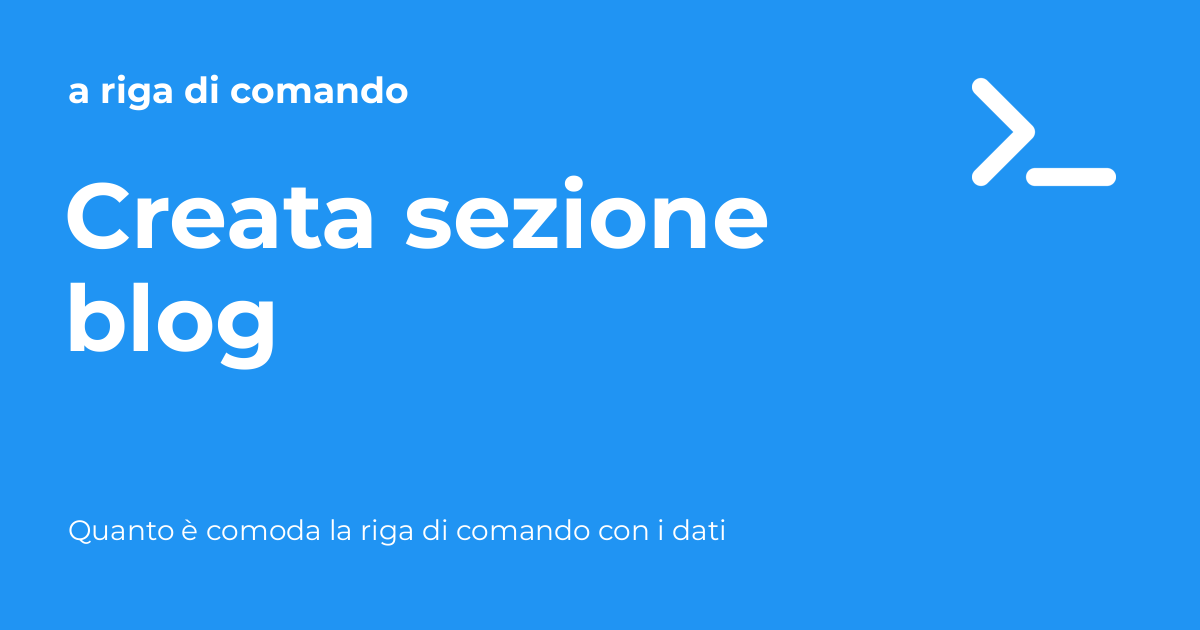 a riga di comando
Creata sezione
blog
Quanto è comoda la riga di comando con i dati